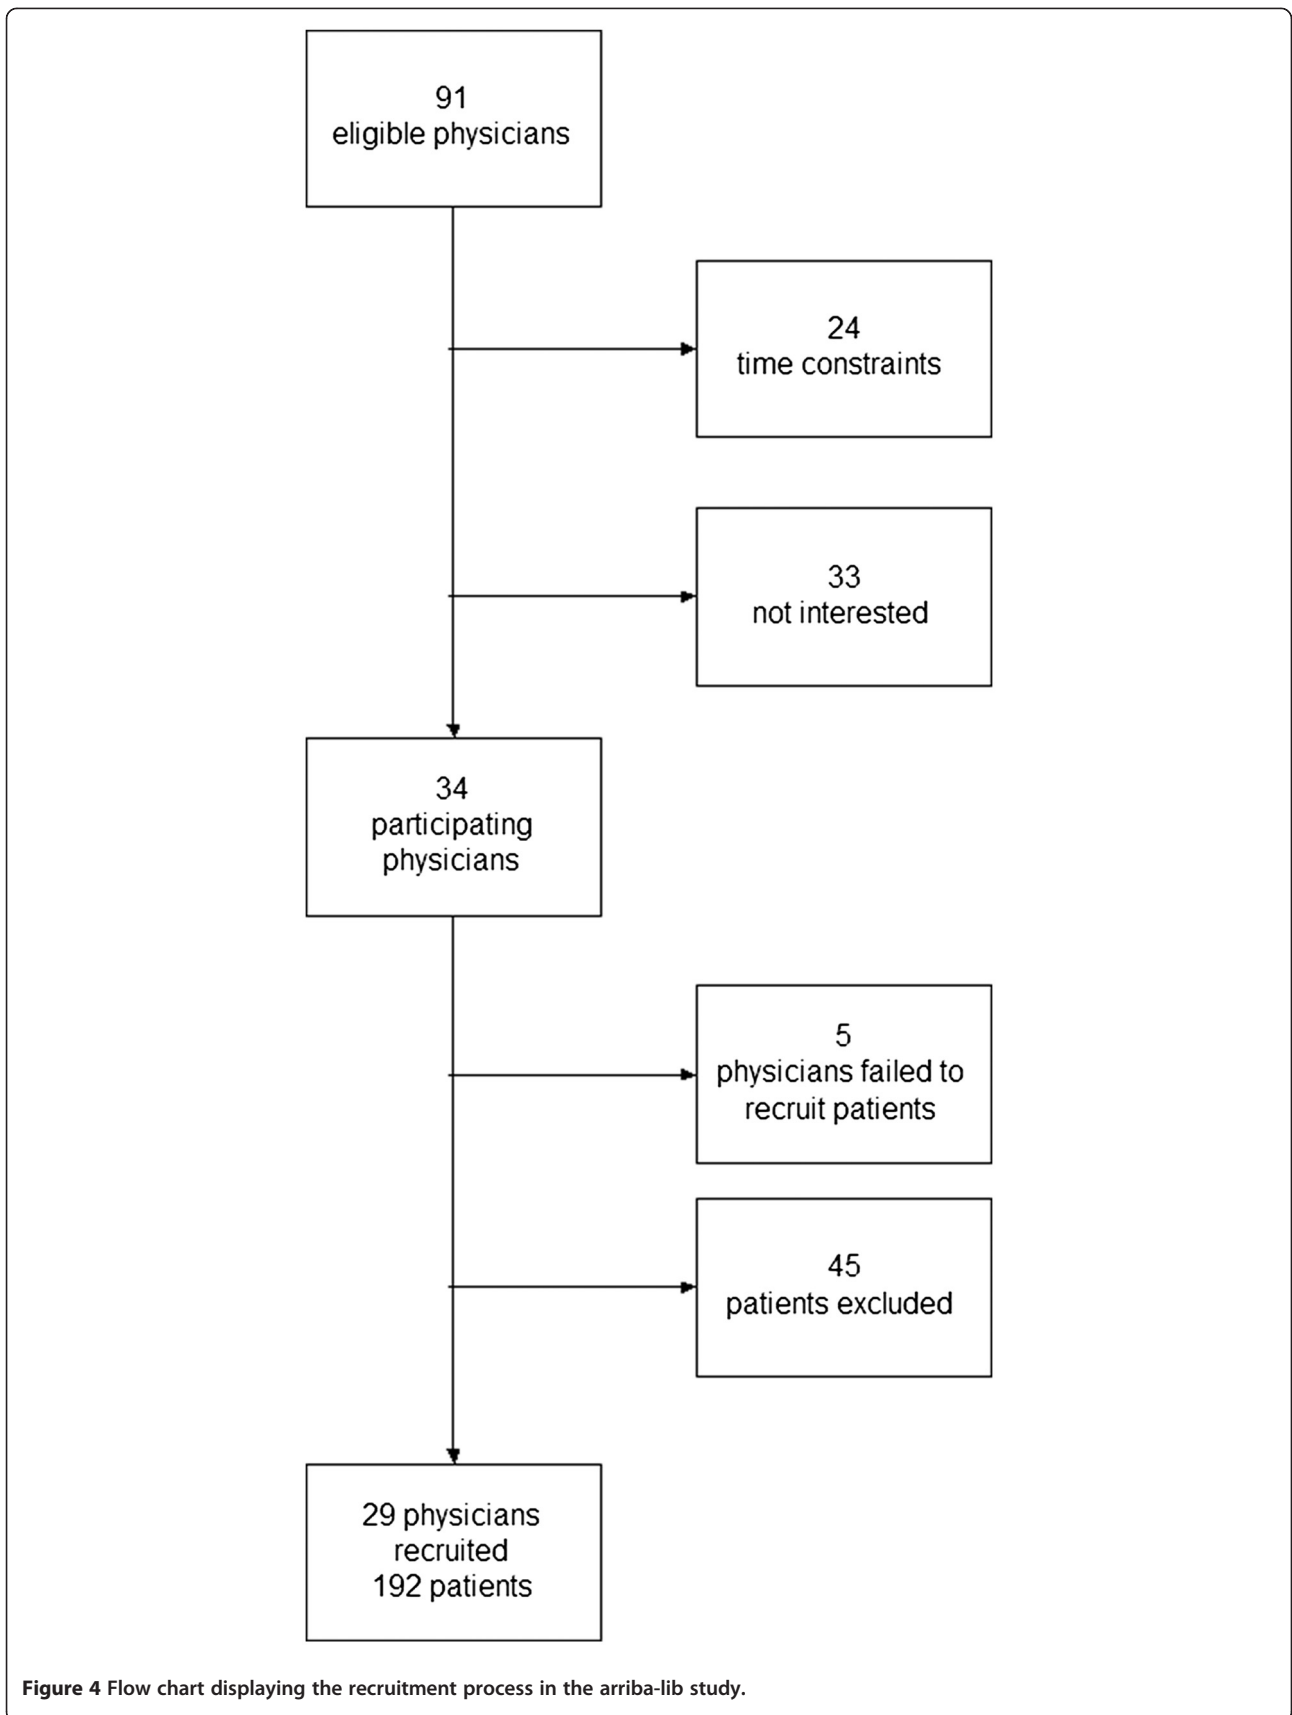 91
eligible physicians
24
time constraints
33
not interested
34
participating
physicians
5
physicians failed to
recruit patients
45
patients excluded
29 physicians
recruited
192 patients
Figure 4 Flow chart displaying the recruitment process in the arriba-lib study.